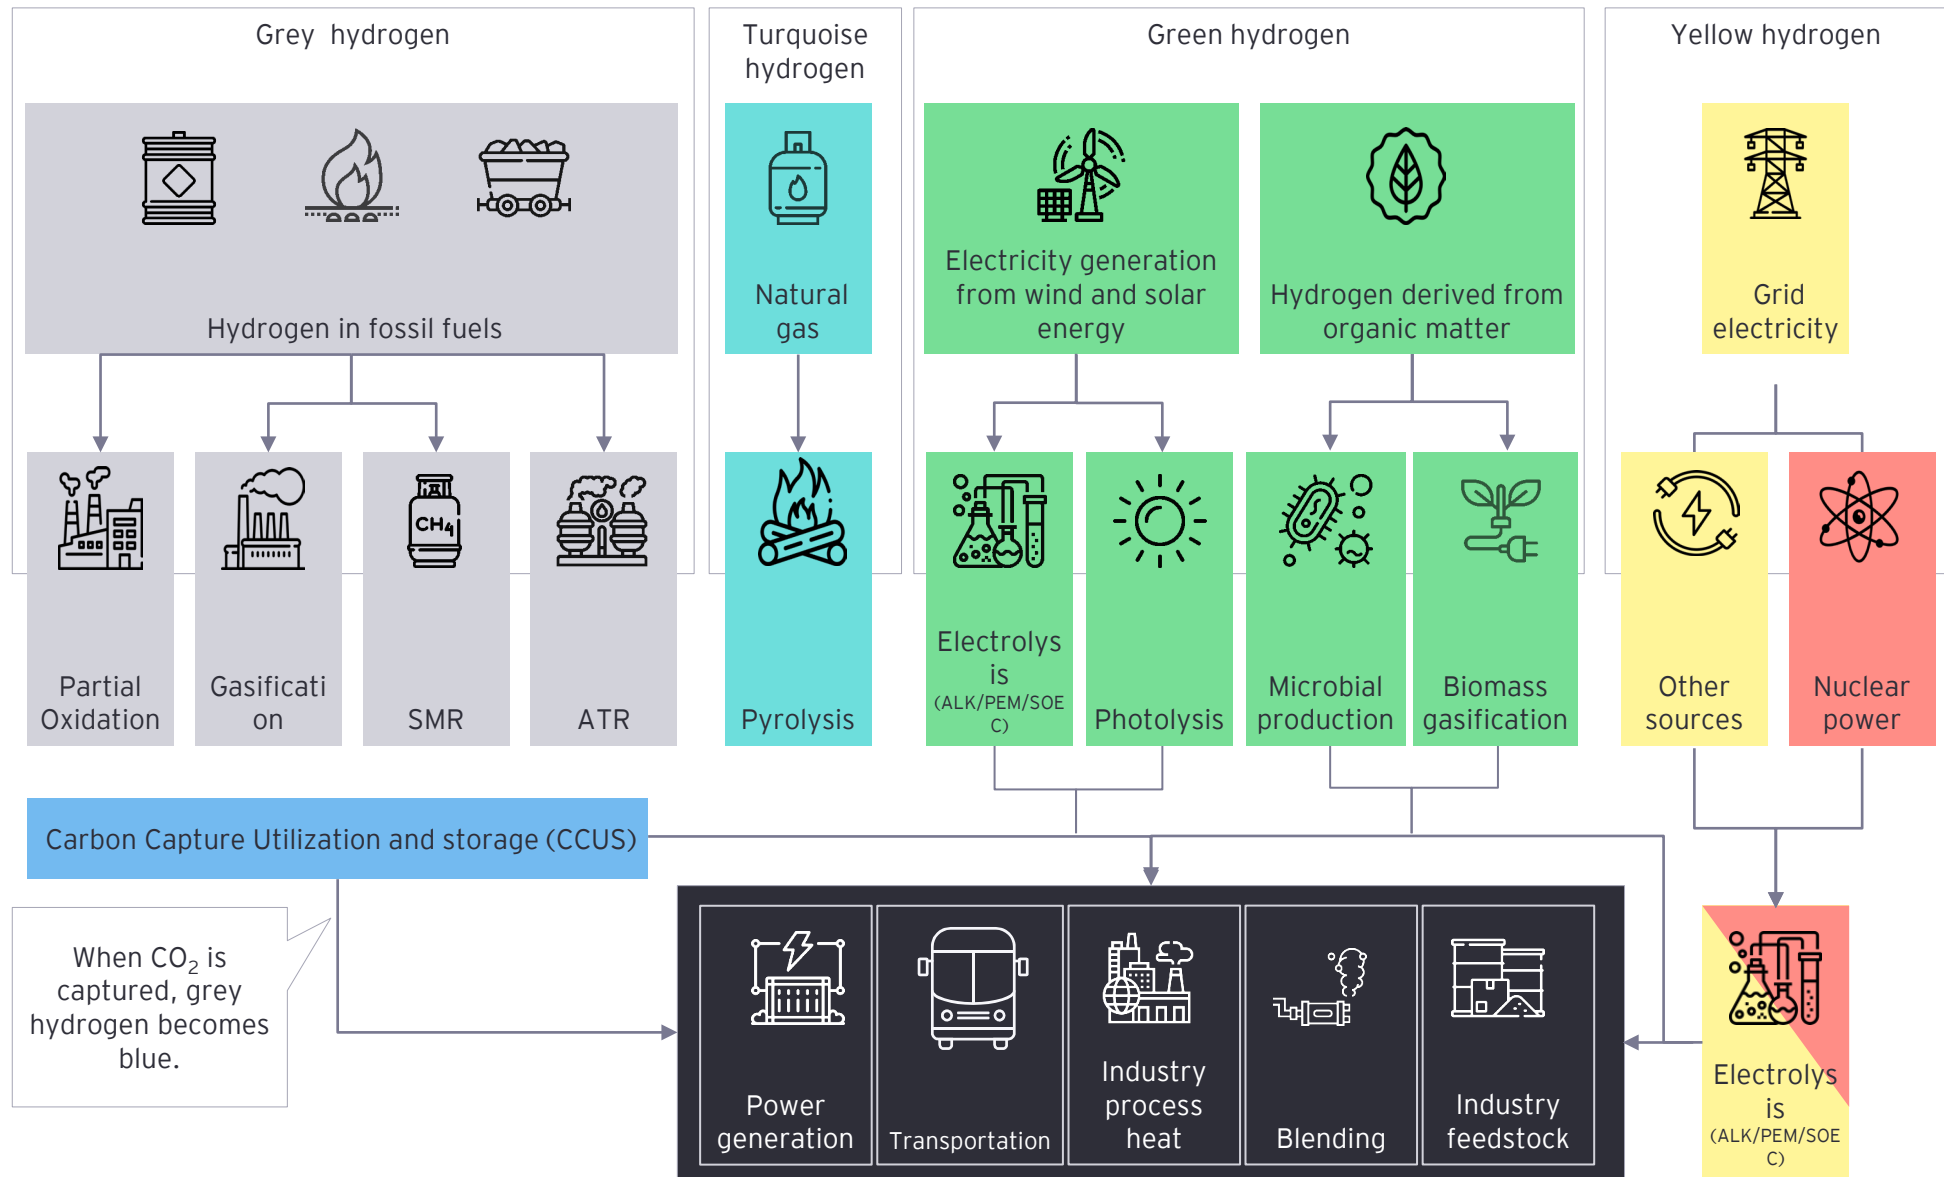 Grey hydrogen
Turquoise
hydrogen
Green hydrogen
Yellow hydrogen
Hydrogen in fossil fuels
Natural
gas
Electricity generation
from wind and solar
energy
Hydrogen derived from
organic matter
Grid
electricity
CH4
Partial
Oxidation
Gasificati
on
SMR
ATR
Pyrolysis
Electrolys
is
(ALK/PEM/SOE
C)
Photolysis
Microbial
production
Biomass
gasification
Other
sources
Nuclear
power
Carbon Capture Utilization and storage (CCUS)
When CO₂ is
captured, grey
hydrogen becomes
blue.
Power
generation
Transportation
Industry
process
heat
Blending
Industry
feedstock
Electrolys
is
(ALK/PEM/SOE
C)